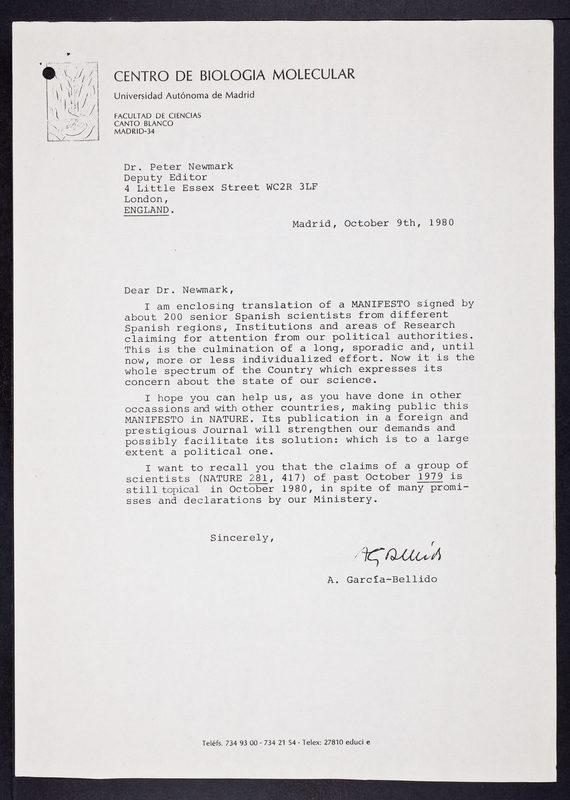 CENTRO DE BIOLOGIA MOLECULAR
Universidad Autónoma de Madrid
FACULTAD DE CIENCIAS
CANTO BLANCO
MADRID-34
Dr. Peter Newmark
Deputy Editor
4 Little Essex Street WC2R 3LF
London,
ENGLAND.
Madrid, October 9th, 1980
Dear Dr. Newmark,
I am enclosing translation of a MANIFESTO signed by
about 200 senior Spanish scientists from different
Spanish regions, Institutions and areas of Research
claiming for attention from our political authorities.
This is the culmination of a long, sporadic and, until
now, more or less individualized effort. Now it is the
whole spectrum of the Country which expresses its
concern about the state of our science.
I hope you can help us, as you have done in other
occassions and with other countries, making public this
MANIFESTO in NATURE. Its publication in a foreign and
prestigious Journal will strengthen our demands and
possibly facilitate its solution: which is to a large
extent a political one.
I want to recall you that the claims of a group of
scientists (NATURE 281, 417) of past October 1979 is
still topical in October 1980, in spite of many promi-
sses and declarations by our Ministery.
Sincerely,
AGBellido
A. García-Bellido
Teléfs. 734 93 00 - 734 21 54 - Telex: 27810 educi e